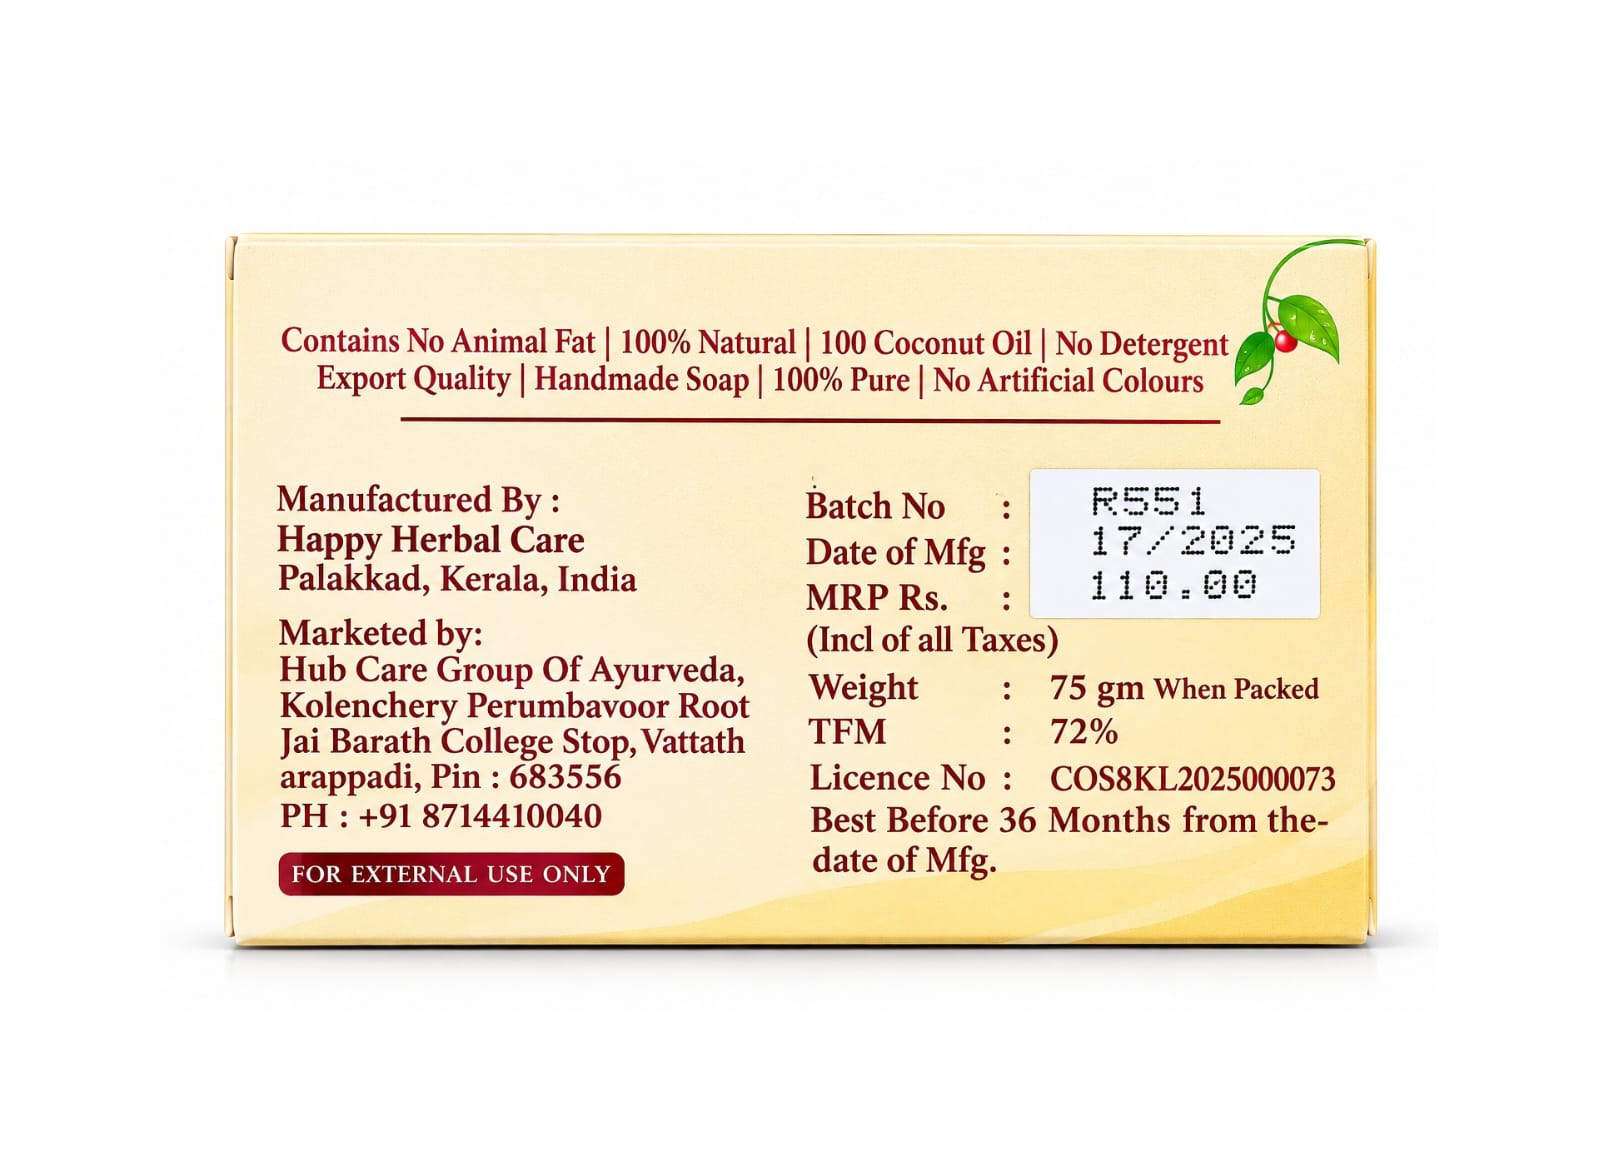 Contains No Animal Fat | 100% Natural | 100 Coconut Oil | No Detergent
Export Quality | Handmade Soap | 100% Pure | No Artificial Colours
Manufactured By :
Happy Herbal Care
Palakkad, Kerala, India
Marketed by:
Hub Care Group Of Ayurveda,
Kolenchery Perumbavoor Root
Jai Barath College Stop, Vattath
arappadi, Pin : 683556
PH : +91 8714410040
FOR EXTERNAL USE ONLY
Batch No : R551
Date of Mfg : 17/2025
MRP Rs. : 110.00
(Incl of all Taxes)
Weight : 75 gm When Packed
TFM : 72%
Licence No : COS8KL2025000073
Best Before 36 Months from the-
date of Mfg.